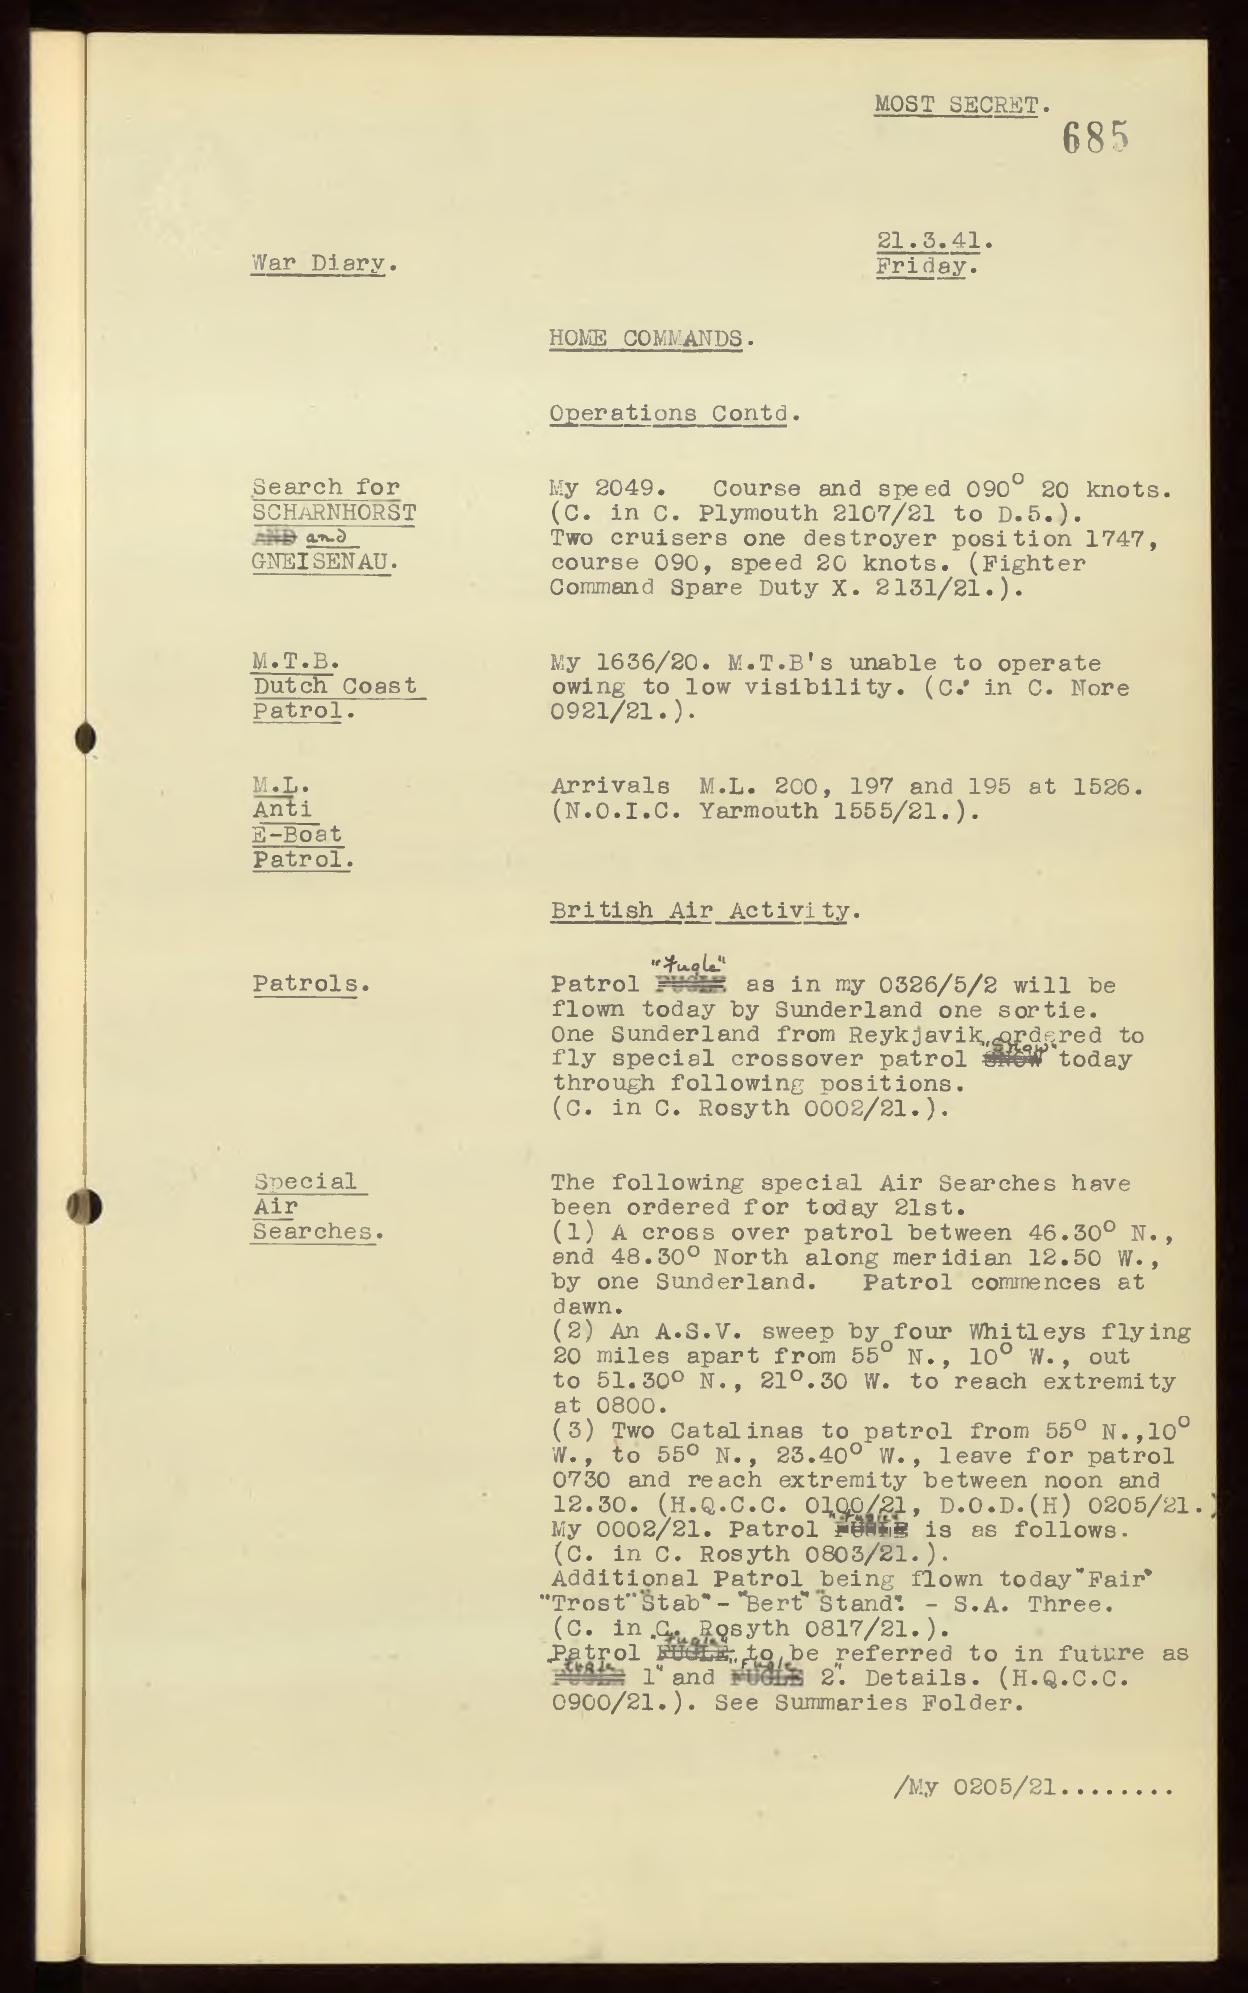 MOST SECRET.
685
21.3.41.
War Diary.
Friday.
HOME COMMANDS.
Operations Contd.
Search for
SCHARNHORST
AND and
GNEISENAU.
My 2049. Course and speed 090° 20 knots.
(C. in C. Plymouth 2107/21 to D.5.).
Two cruisers one destroyer position 1747,
course 090, speed 20 knots. (Fighter
Command Spare Duty X. 2131/21.).
M.T.B.
Dutch Coast
Patrol.
My 1636/20. M.T.B's unable to operate
owing to low visibility. (C. in C. Nore
0921/21.).
M.L.
Anti
E-Boat
Patrol.
Arrivals M.L. 200, 197 and 195 at 1526.
(N.O.I.C. Yarmouth 1555/21.).
British Air Activity.
Patrols.
"Fugle"
Patrol FUGLE as in my 0326/5/2 will be
flown today by Sunderland one sortie.
One Sunderland from Reykjavik ordered to
"Snow"
fly special crossover patrol SNOW today
through following positions.
(C. in C. Rosyth 0002/21.).
Special
Air
Searches.
The following special Air Searches have
been ordered for today 21st.
(1) A cross over patrol between 46.30° N.,
and 48.30° North along meridian 12.50 W.,
by one Sunderland. Patrol commences at
dawn.
(2) An A.S.V. sweep by four Whitleys flying
20 miles apart from 55° N., 10° W., out
to 51.30° N., 21°.30 W. to reach extremity
at 0800.
(3) Two Catalinas to patrol from 55° N.,10°
W., to 55° N., 23.40° W., leave for patrol
0730 and reach extremity between noon and
12.30. (H.Q.C.C. 0100/21, D.O.D.(H) 0205/21.)
"Fugle"
My 0002/21. Patrol FUGLE is as follows.
(C. in C. Rosyth 0803/21.).
Additional Patrol being flown today "Fair"
"Trost" "Stab" - "Bert" "Stand". - S.A. Three.
(C. in C. Rosyth 0817/21.).
"Fugle"
Patrol FUGLE to be referred to in future as
"Fugle "Fugle
FUGLE 1" and FUGLE 2". Details. (H.Q.C.C.
0900/21.). See Summaries Folder.
/My 0205/21........